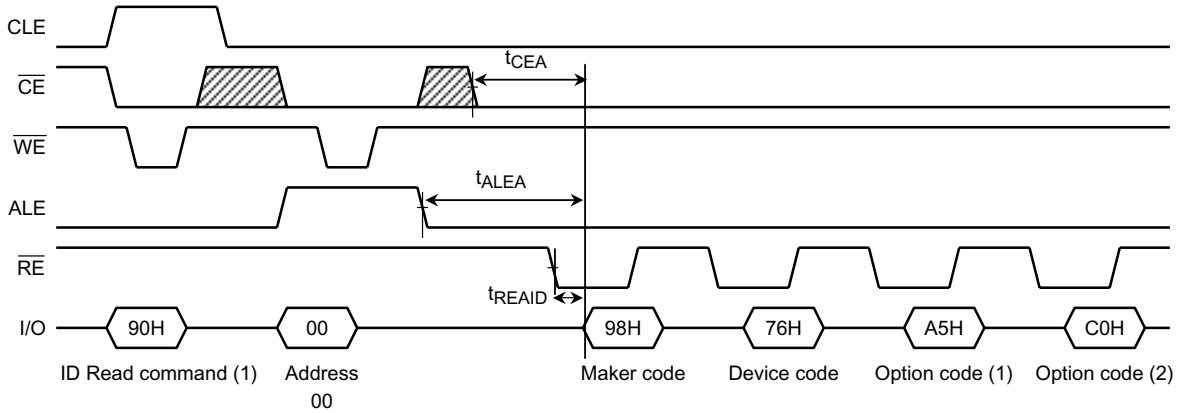 CLE
tCEA
CE
WE
tALEA
ALE
RE
tREAID
I/O 90H 00 98H 76H A5H C0H
ID Read command (1) Address Maker code Device code Option code (1) Option code (2)
00